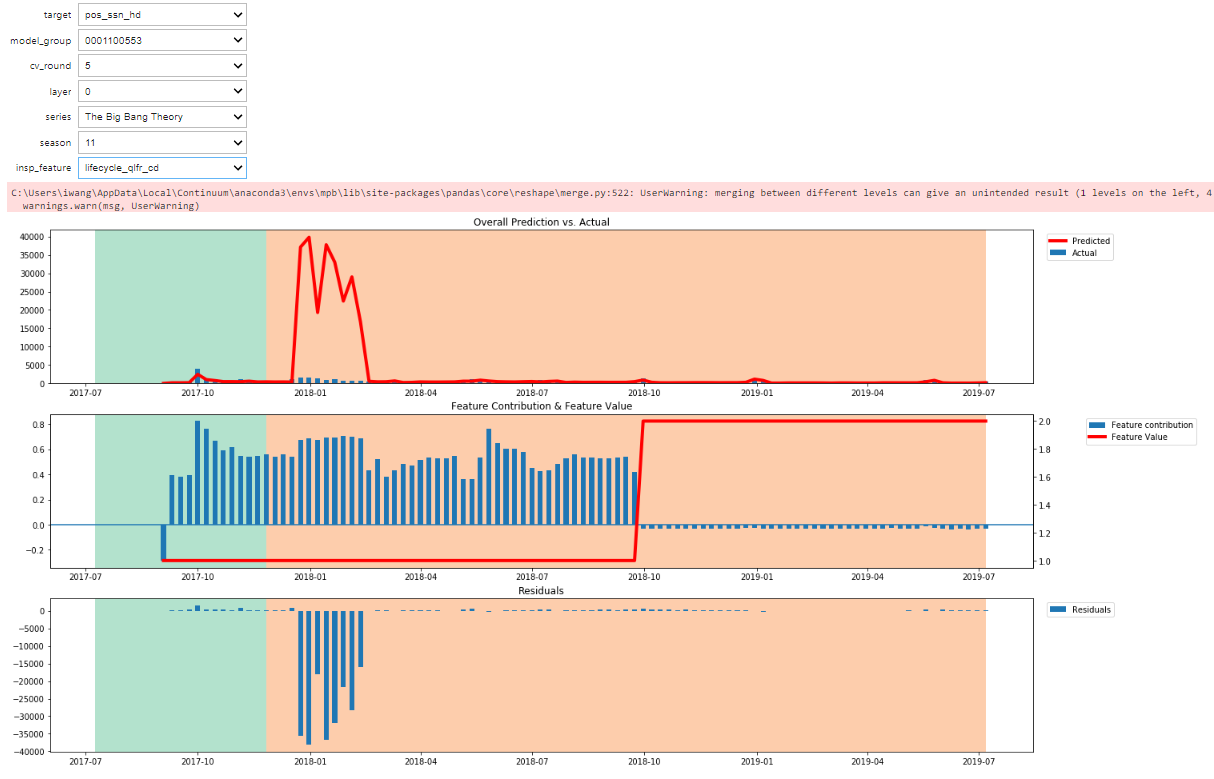 target pos_ssn_hd
model_group 0001100553
cv_round 5
layer 0
series The Big Bang Theory
season 11
insp_feature lifecycle_qlfr_cd
C:\Users\iwang\AppData\Local\Continuum\anaconda3\envs\mpb\lib\site-packages\pandas\core\reshape\merge.py:522: UserWarning: merging between different levels can give an unintended result (1 levels on the left, 4
warnings.warn(msg, UserWarning)
Overall Prediction vs. Actual
40000
35000
30000
25000
20000
15000
10000
5000
0
Predicted
Actual
2017-07 2017-10 2018-01 2018-04 2018-07 2018-10 2019-01 2019-04 2019-07
Feature Contribution & Feature Value
0.8
0.6
0.4
0.2
0.0
−0.2
2.0
1.8
1.6
1.4
1.2
1.0
Feature contribution
Feature Value
2017-07 2017-10 2018-01 2018-04 2018-07 2018-10 2019-01 2019-04 2019-07
Residuals
0
−5000
−10000
−15000
−20000
−25000
−30000
−35000
−40000
Residuals
2017-07 2017-10 2018-01 2018-04 2018-07 2018-10 2019-01 2019-04 2019-07